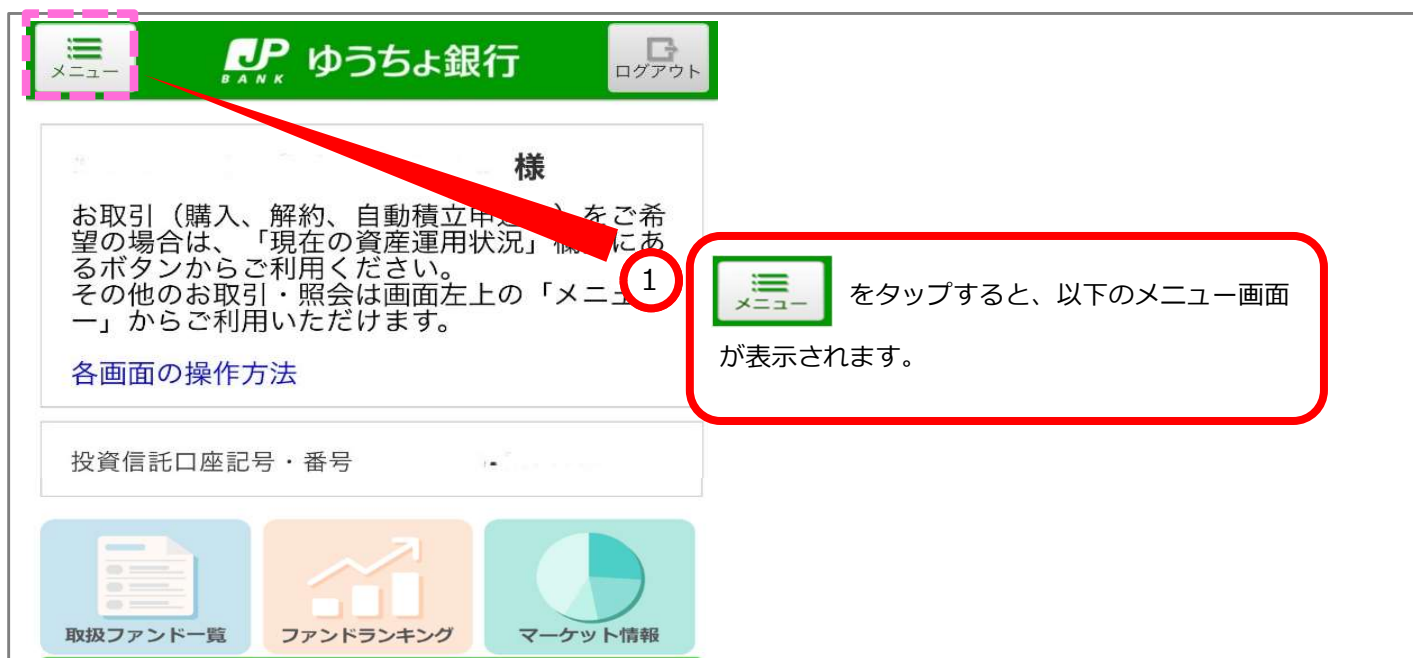 メニュー
JP BANK ゆうちょ銀行
ログアウト
様
お取引（購入、解約、自動積立申 ）をご希
望の場合は、「現在の資産運用状況」 にあ
るボタンからご利用ください。
その他のお取引・照会は画面左上の「メニュ
ー」からご利用いただけます。
各画面の操作方法
1
メニュー をタップすると、以下のメニュー画面
が表示されます。
投資信託口座記号・番号
取扱ファンド一覧
ファンドランキング
マーケット情報